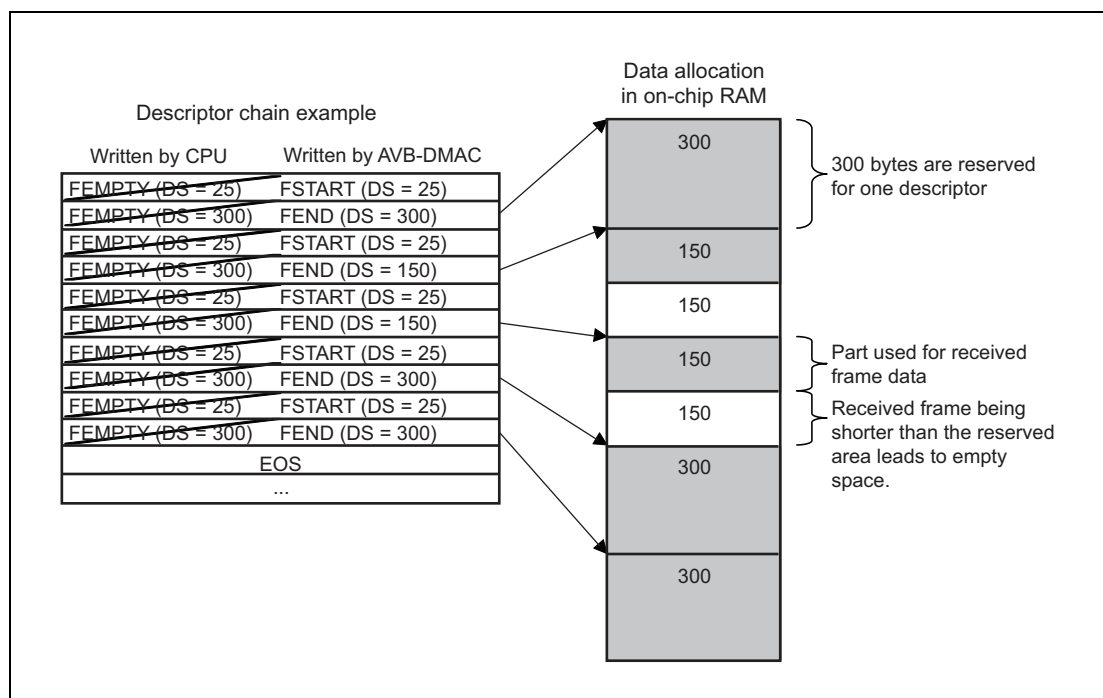 Data allocation
in on-chip RAM
Descriptor chain example
Written by CPU Written by AVB-DMAC
FEMPTY (DS = 25) FSTART (DS = 25)
FEMPTY (DS = 300) FEND (DS = 300)
FEMPTY (DS = 25) FSTART (DS = 25)
FEMPTY (DS = 300) FEND (DS = 150)
FEMPTY (DS = 25) FSTART (DS = 25)
FEMPTY (DS = 300) FEND (DS = 150)
FEMPTY (DS = 25) FSTART (DS = 25)
FEMPTY (DS = 300) FEND (DS = 300)
FEMPTY (DS = 25) FSTART (DS = 25)
FEMPTY (DS = 300) FEND (DS = 300)
EOS
...
300
150
150
150
150
300
300
300 bytes are reserved
for one descriptor
Part used for received
frame data
Received frame being
shorter than the reserved
area leads to empty
space.